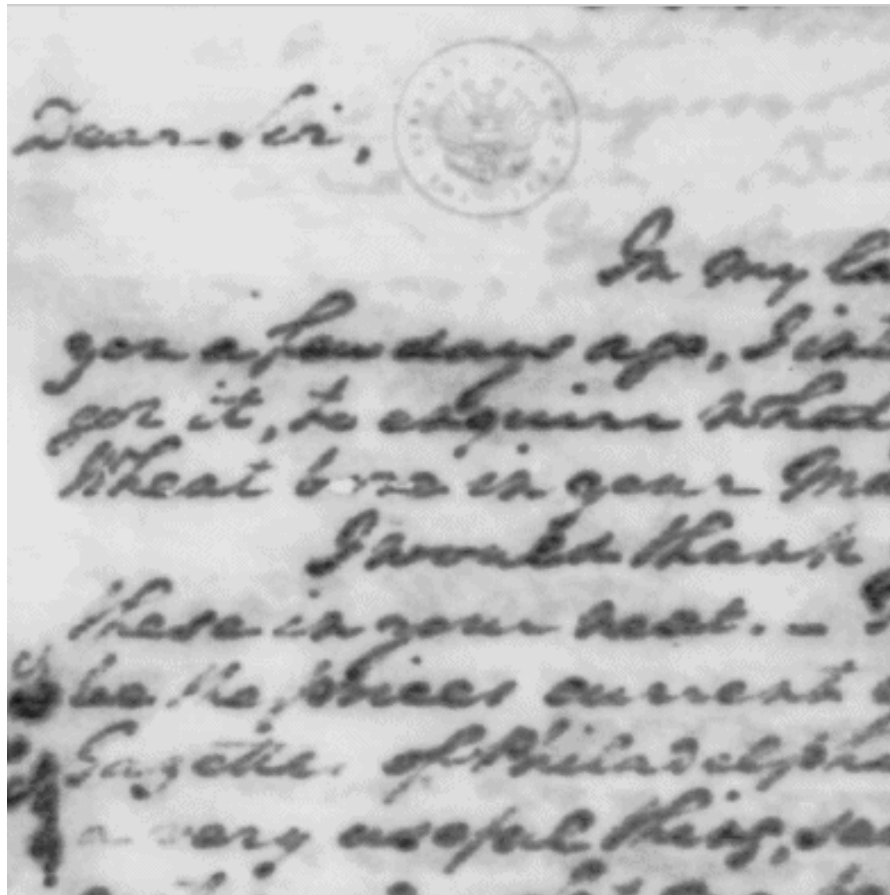 Dear Sir,
In my
you a few days ago, I
got it, to enquire what
Wheat bore in your
I would thank
these in your next. –
be the prices current
Gazette of Philadelphia
a very useful thing,